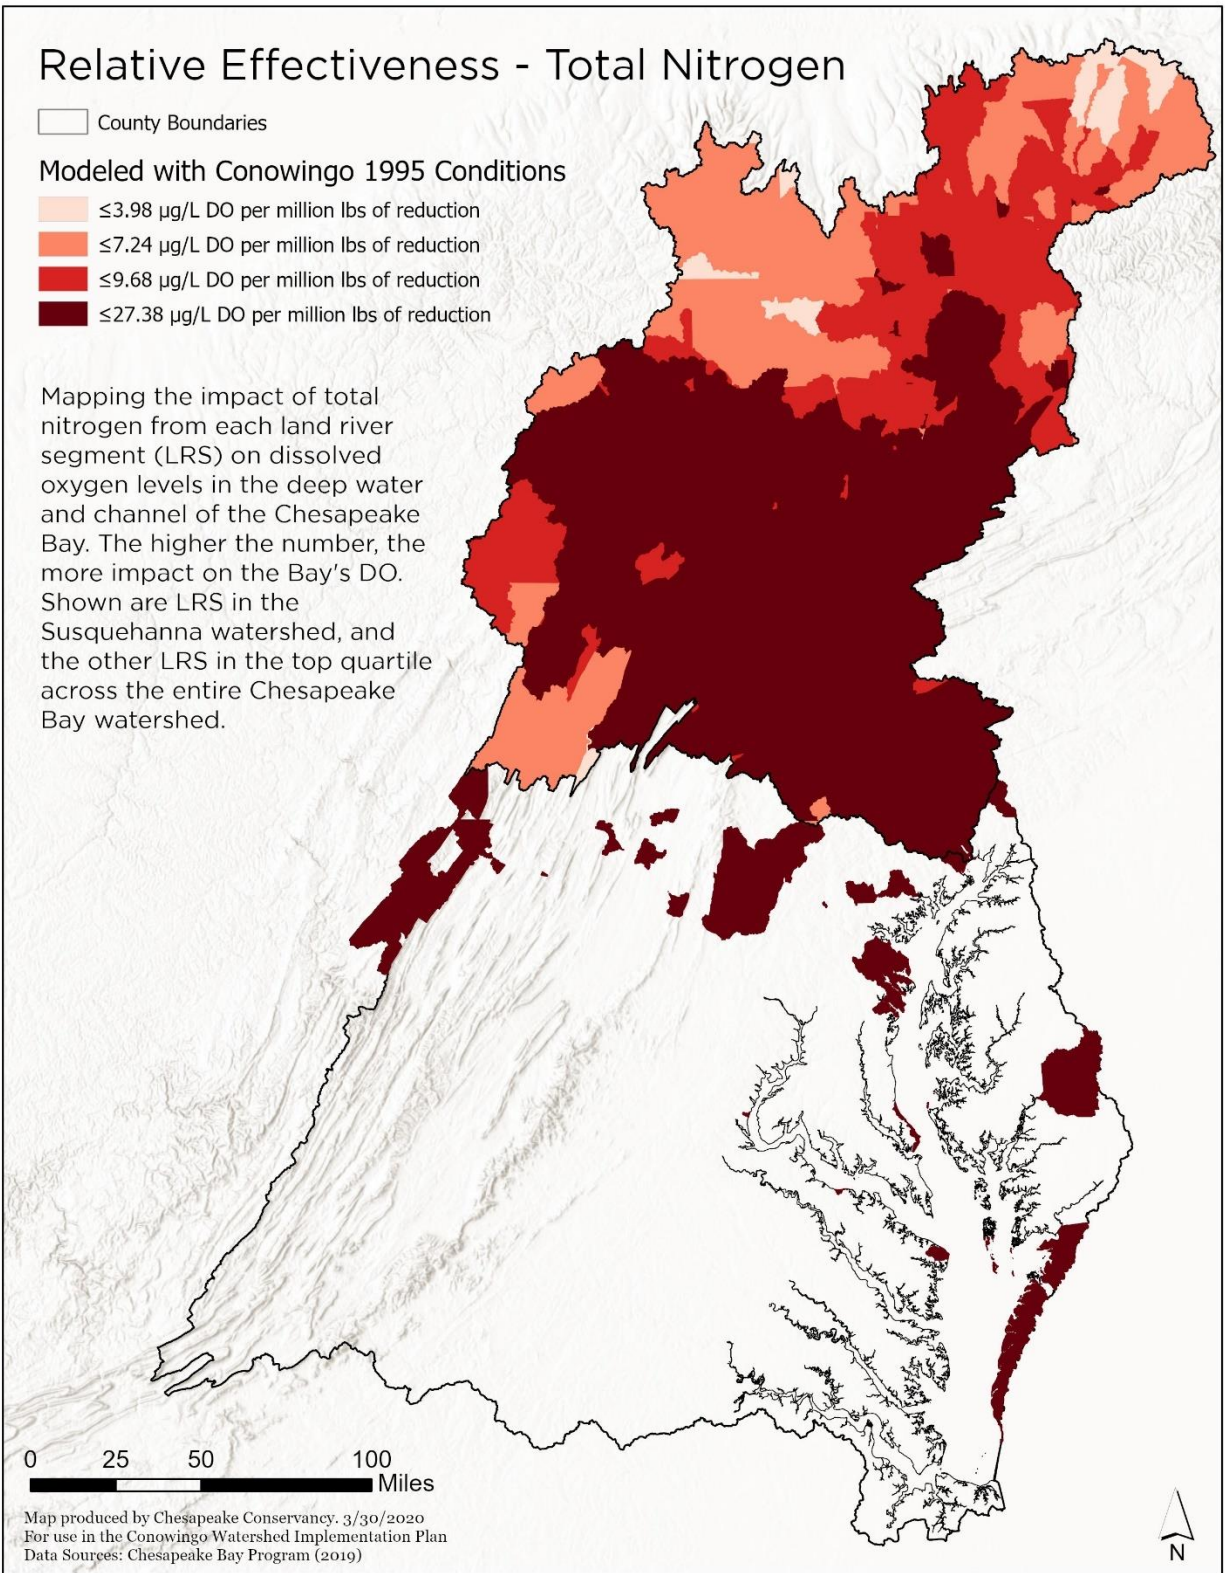 Relative Effectiveness - Total Nitrogen
County Boundaries
Modeled with Conowingo 1995 Conditions
≤3.98 µg/L DO per million lbs of reduction
≤7.24 µg/L DO per million lbs of reduction
≤9.68 µg/L DO per million lbs of reduction
≤27.38 µg/L DO per million lbs of reduction
Mapping the impact of total
nitrogen from each land river
segment (LRS) on dissolved
oxygen levels in the deep water
and channel of the Chesapeake
Bay. The higher the number, the
more impact on the Bay's DO.
Shown are LRS in the
Susquehanna watershed, and
the other LRS in the top quartile
across the entire Chesapeake
Bay watershed.
0 25 50 100
Miles
Map produced by Chesapeake Conservancy. 3/30/2020
For use in the Conowingo Watershed Implementation Plan
Data Sources: Chesapeake Bay Program (2019)
N